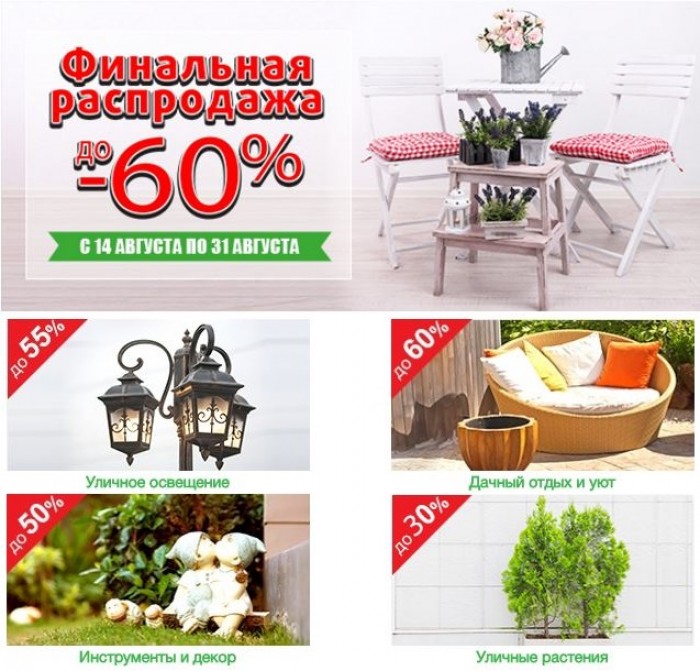 Финальная
распродажа
до
-60%
С 14 АВГУСТА ПО 31 АВГУСТА
до 55%
до 60%
Уличное освещение
Дачный отдых и уют
до 50%
до 30%
Инструменты и декор
Уличные растения